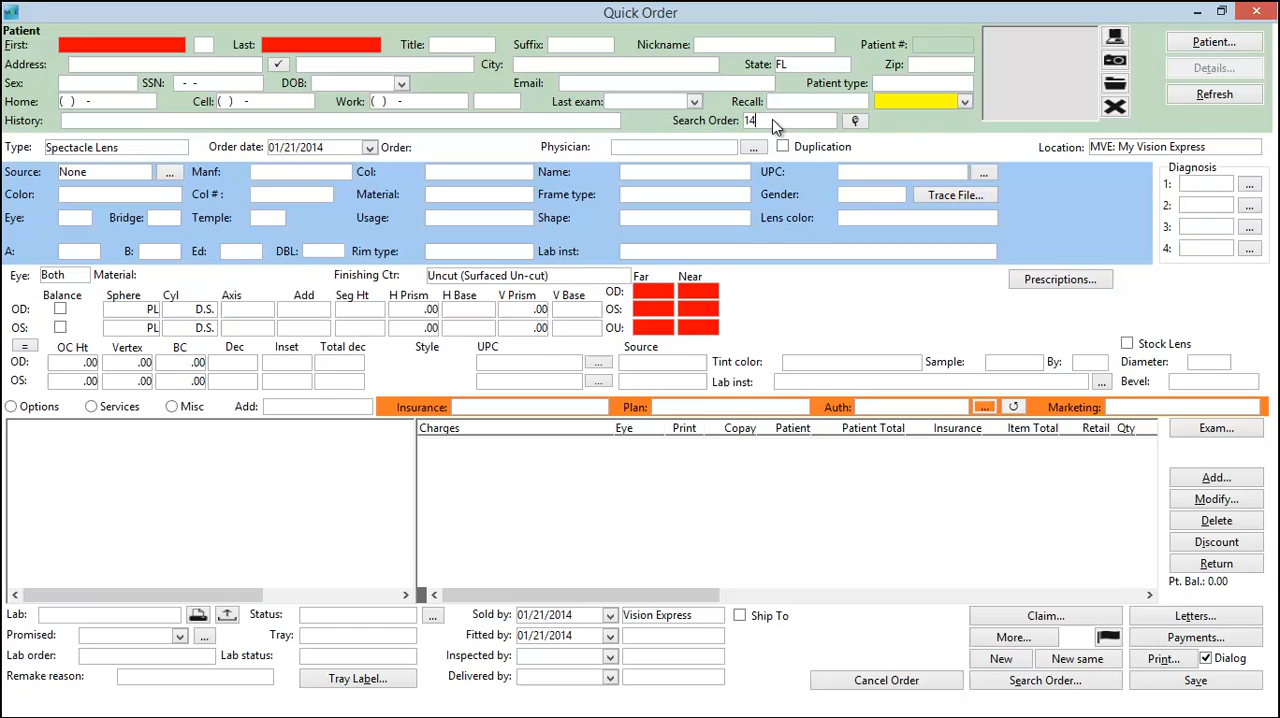 Quick Order
Patient
First: Last: Title: Suffix: Nickname: Patient #: Patient...
Address: City: State: FL Zip: Details...
Sex: SSN: - - DOB: Email: Patient type: Refresh
Home: ( ) - Cell: ( ) - Work: ( ) - Last exam: Recall:
History: Search Order: 14
Type: Spectacle Lens Order date: 01/21/2014 Order: Physician: ... Duplication Location: MVE: My Vision Express
Source: None ... Manf: Col: Name: UPC: ... Diagnosis
Color: Col # : Material: Frame type: Gender: Trace File... 1: ...
Eye: Bridge: Temple: Usage: Shape: Lens color: 2: ...
3: ...
A: B: Ed: DBL: Rim type: Lab inst: 4: ...
Eye: Both Material: Finishing Ctr: Uncut (Surfaced Un-cut) Far Near Prescriptions...
Balance Sphere Cyl Axis Add Seg Ht H Prism H Base V Prism V Base OD:
OD: PL D.S. .00 .00 OS:
OS: PL D.S. .00 .00 OU:
= OC Ht Vertex BC Dec Inset Total dec Style UPC Source Stock Lens
OD: .00 .00 .00 ... Tint color: Sample: By: Diameter:
OS: .00 .00 .00 ... Lab inst: ... Bevel:
Options Services Misc Add: Insurance: Plan: Auth: ... Marketing:
Charges Eye Print Copay Patient Patient Total Insurance Item Total Retail Qty Exam...
Add...
Modify...
Delete
Discount
Return
Pt. Bal.: 0.00
Lab: Status: ... Sold by: 01/21/2014 Vision Express Ship To Claim... Letters...
Promised: ... Tray: Fitted by: 01/21/2014 More... Payments...
Lab order: Lab status: Inspected by: New New same Print... Dialog
Remake reason: Tray Label... Delivered by: Cancel Order Search Order... Save